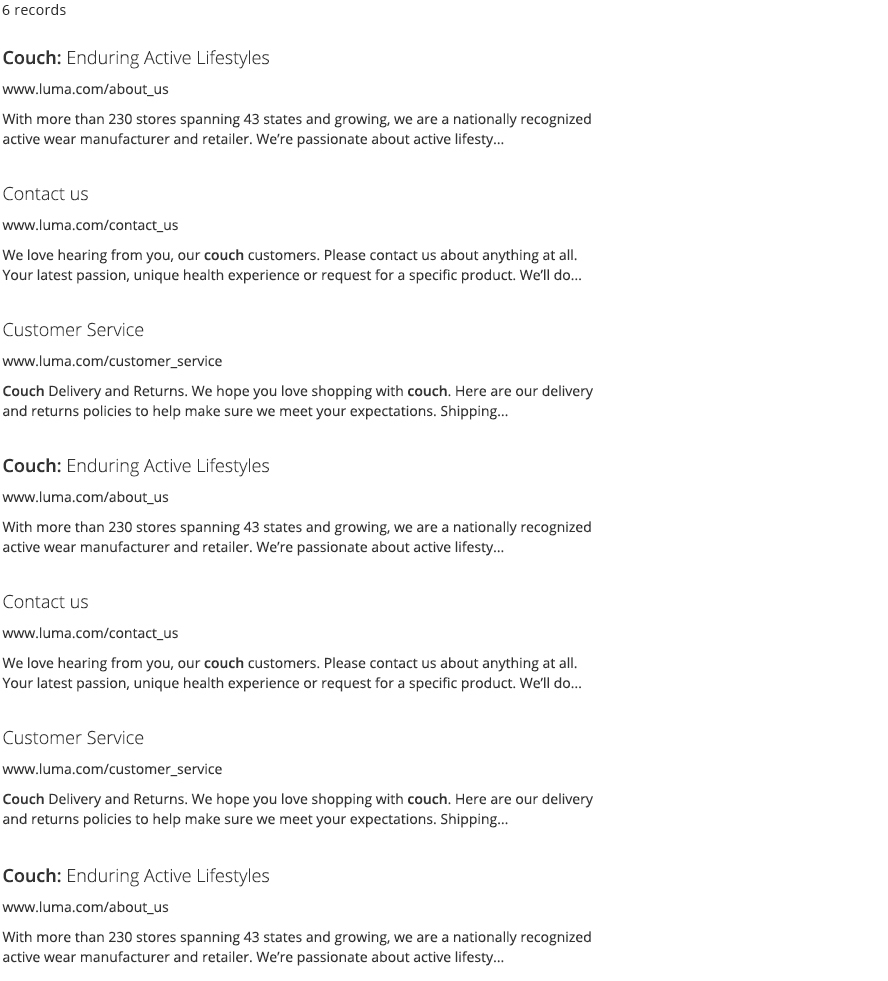 6 records
Couch: Enduring Active Lifestyles
www.luma.com/about_us
With more than 230 stores spanning 43 states and growing, we are a nationally recognized
active wear manufacturer and retailer. We’re passionate about active lifesty...
Contact us
www.luma.com/contact_us
We love hearing from you, our couch customers. Please contact us about anything at all.
Your latest passion, unique health experience or request for a specific product. We’ll do...
Customer Service
www.luma.com/customer_service
Couch Delivery and Returns. We hope you love shopping with couch. Here are our delivery
and returns policies to help make sure we meet your expectations. Shipping...
Couch: Enduring Active Lifestyles
www.luma.com/about_us
With more than 230 stores spanning 43 states and growing, we are a nationally recognized
active wear manufacturer and retailer. We’re passionate about active lifesty...
Contact us
www.luma.com/contact_us
We love hearing from you, our couch customers. Please contact us about anything at all.
Your latest passion, unique health experience or request for a specific product. We’ll do...
Customer Service
www.luma.com/customer_service
Couch Delivery and Returns. We hope you love shopping with couch. Here are our delivery
and returns policies to help make sure we meet your expectations. Shipping...
Couch: Enduring Active Lifestyles
www.luma.com/about_us
With more than 230 stores spanning 43 states and growing, we are a nationally recognized
active wear manufacturer and retailer. We’re passionate about active lifesty...